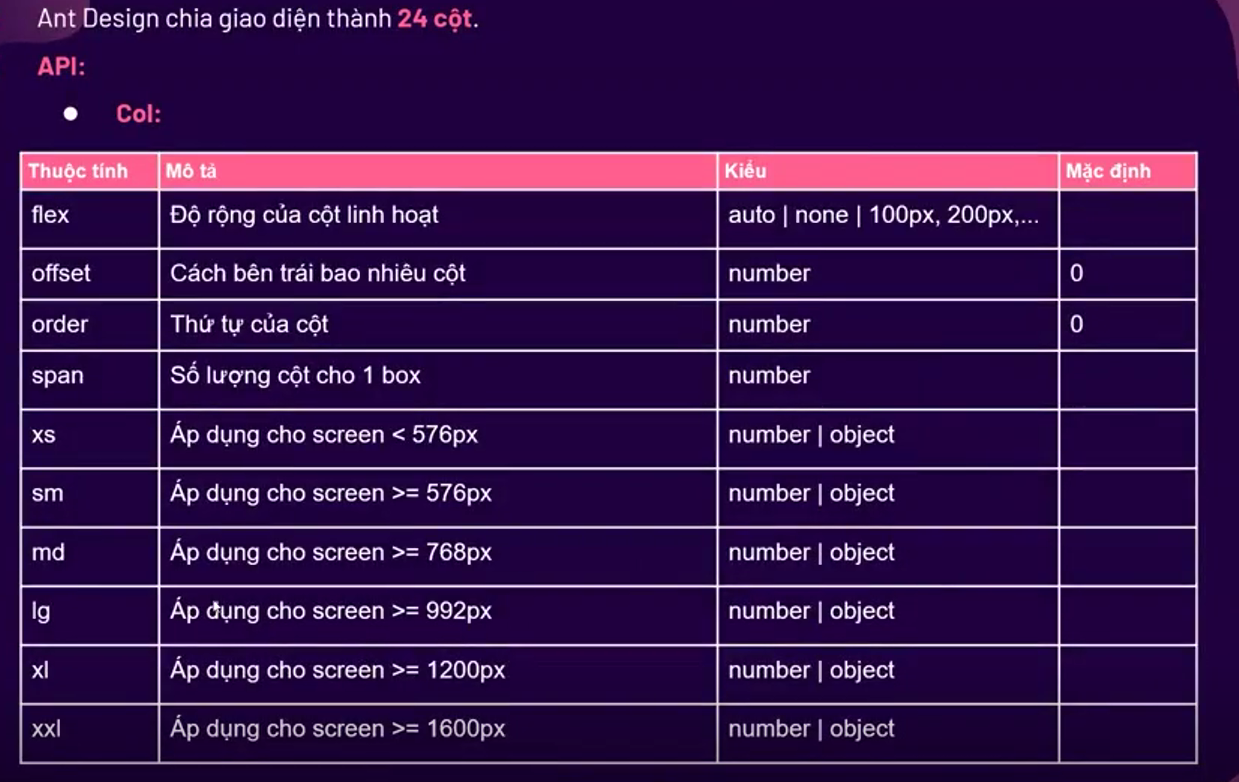 Ant Design chia giao diện thành 24 cột.
API:
● Col:
Thuộc tính Mô tả Kiểu Mặc định
flex Độ rộng của cột linh hoạt auto | none | 100px, 200px,...
offset Cách bên trái bao nhiêu cột number 0
order Thứ tự của cột number 0
span Số lượng cột cho 1 box number
xs Áp dụng cho screen < 576px number | object
sm Áp dụng cho screen >= 576px number | object
md Áp dụng cho screen >= 768px number | object
lg Áp dụng cho screen >= 992px number | object
xl Áp dụng cho screen >= 1200px number | object
xxl Áp dụng cho screen >= 1600px number | object